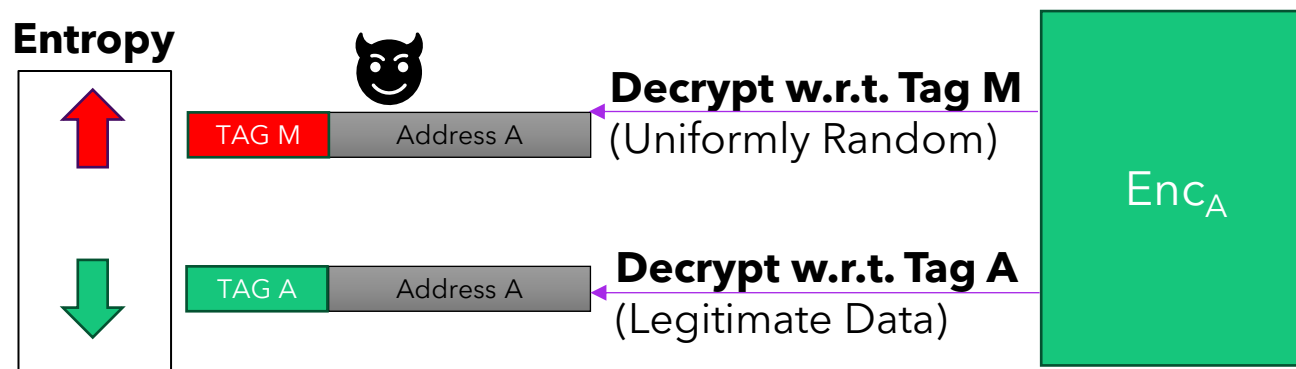 Entropy
TAG M
Address A
Decrypt w.r.t. Tag M
(Uniformly Random)
TAG A
Address A
Decrypt w.r.t. Tag A
(Legitimate Data)
Enc_A